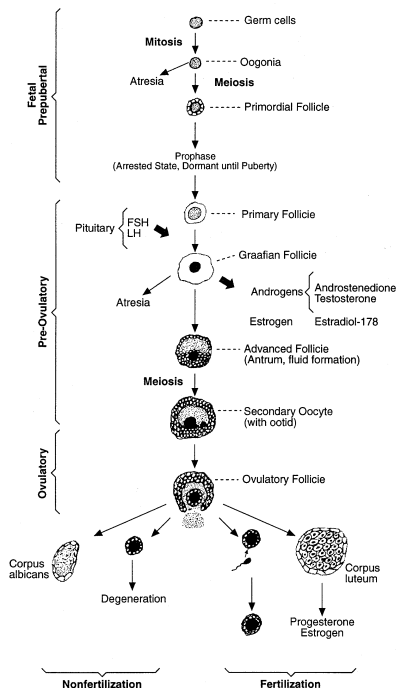 Germ cells
Mitosis
Oogonia
Atresia
Meiosis
Primordial Follicle
Prophase
(Arrested State, Dormant until Puberty)
Fetal
Prepubertal
Primary Follicle
Pituitary
FSH
LH
Graafian Follicie
Androgens
Androstenedione
Testosterone
Atresia
Estrogen
Estradiol-178
Advanced Follicle
(Antrum, fluid formation)
Meiosis
Secondary Oocyte
(with ootid)
Pre-Ovulatory
Ovulatory Follicie
Ovulatory
Corpus
albicans
Degeneration
Corpus
luteum
Progesterone
Estrogen
Nonfertilization
Fertilization